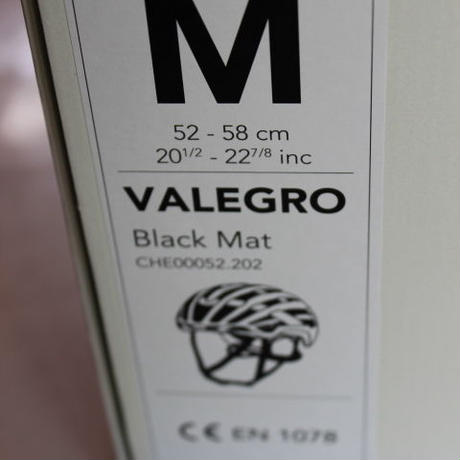 M
52 - 58 cm
20 1/2 - 22 7/8 inc
VALEGRO
Black Mat
CHE00052.202
CE EN 1078